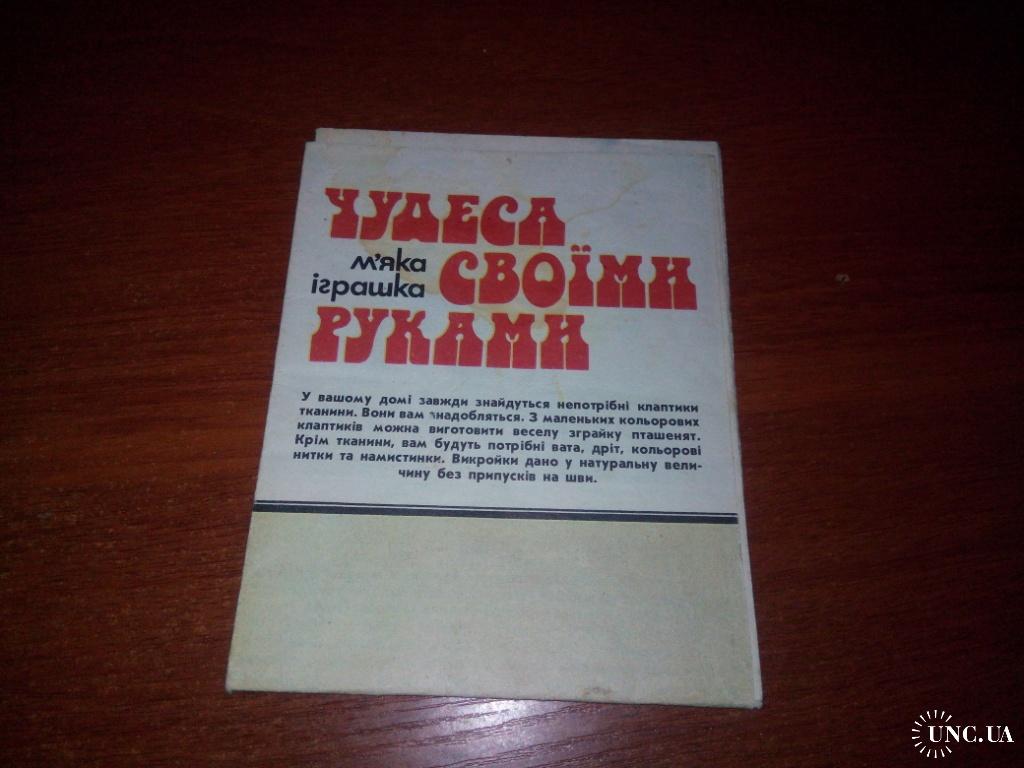 ЧУДЕСА
м'яка
іграшка
СВОЇМИ
РУКАМИ
У вашому домі завжди знайдуться непотрібні клаптики
тканини. Вони вам знадобляться. З маленьких кольорових
клаптиків можна виготовити веселу зграйку пташенят.
Крім тканини, вам будуть потрібні вата, дріт, кольорові
нитки та намистинки. Викройки дано у натуральну вели-
чину без припусків на шви.
UNC.UA